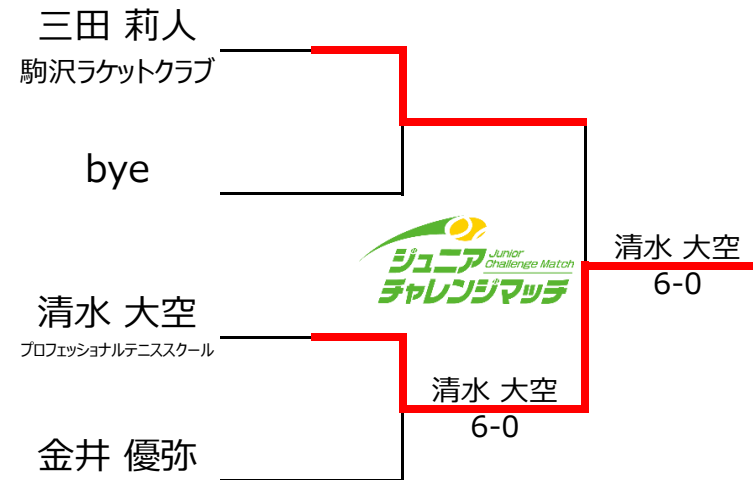 三田 莉人
駒沢ラケットクラブ
bye
ジュニア
Junior
Challenge Match
チャレンジマッチ
清水 大空
6-0
清水 大空
プロフェッショナルテニススクール
清水 大空
6-0
金井 優弥